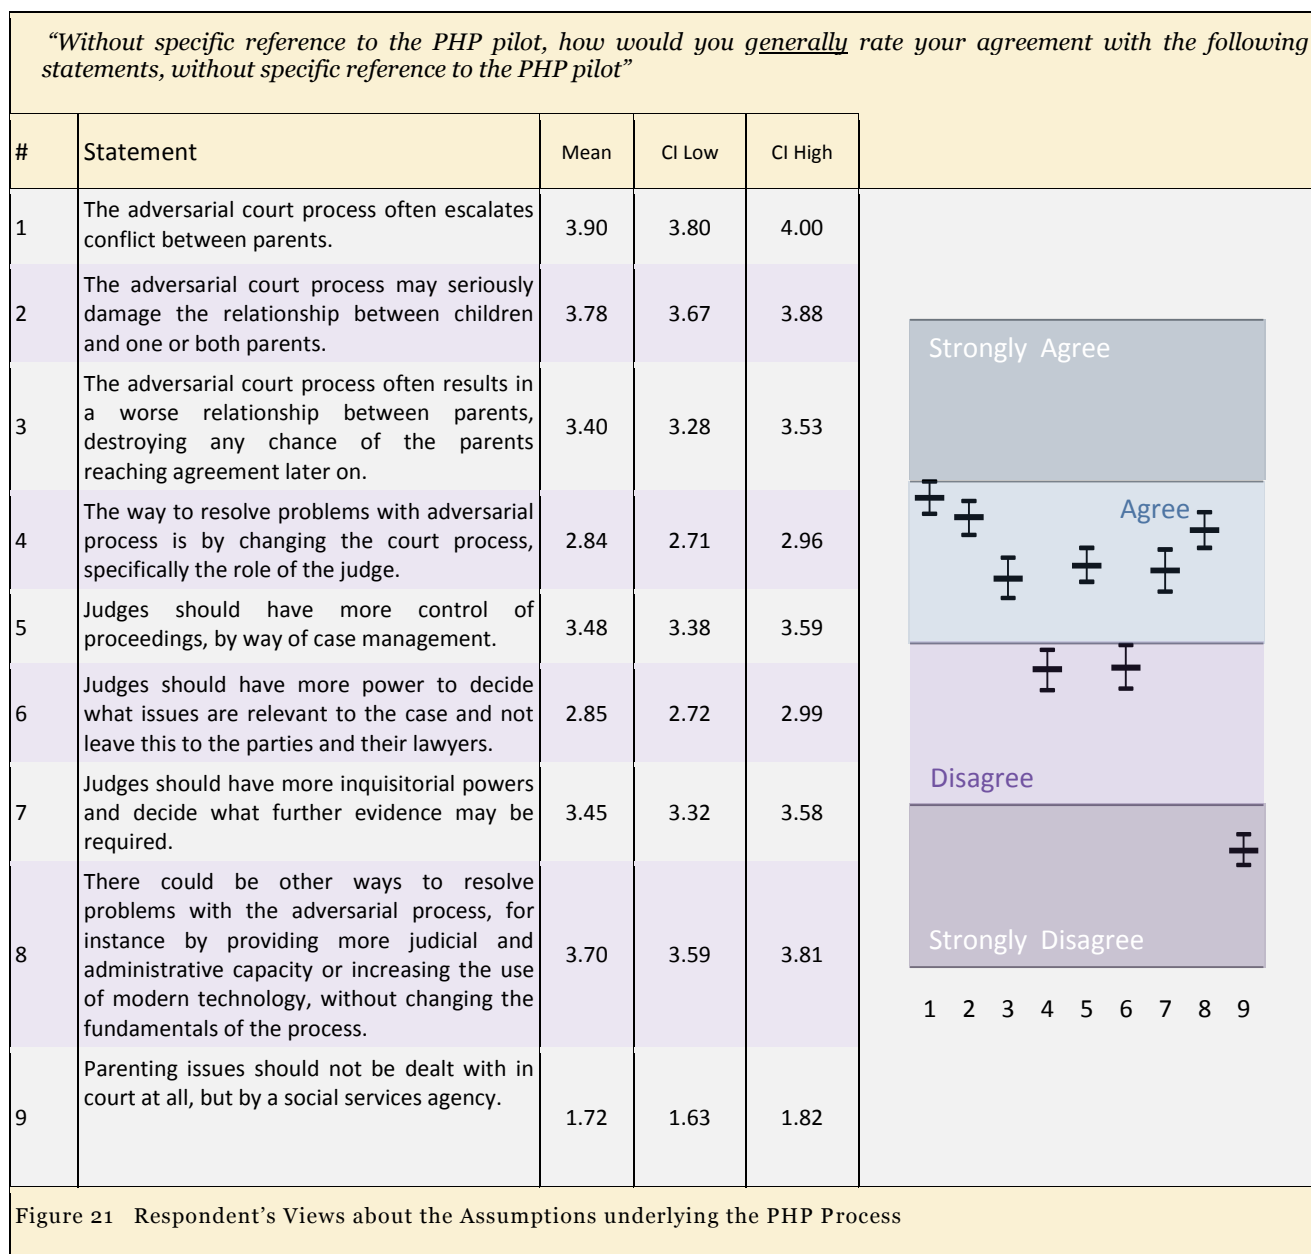 “Without specific reference to the PHP pilot, how would you generally rate your agreement with the following
statements, without specific reference to the PHP pilot”
# Statement Mean CI Low CI High
1 The adversarial court process often escalates
conflict between parents. 3.90 3.80 4.00
2 The adversarial court process may seriously
damage the relationship between children
and one or both parents. 3.78 3.67 3.88
3 The adversarial court process often results in
a worse relationship between parents,
destroying any chance of the parents
reaching agreement later on. 3.40 3.28 3.53
4 The way to resolve problems with adversarial
process is by changing the court process,
specifically the role of the judge. 2.84 2.71 2.96
5 Judges should have more control of
proceedings, by way of case management. 3.48 3.38 3.59
6 Judges should have more power to decide
what issues are relevant to the case and not
leave this to the parties and their lawyers. 2.85 2.72 2.99
7 Judges should have more inquisitorial powers
and decide what further evidence may be
required. 3.45 3.32 3.58
8 There could be other ways to resolve
problems with the adversarial process, for
instance by providing more judicial and
administrative capacity or increasing the use
of modern technology, without changing the
fundamentals of the process. 3.70 3.59 3.81
9 Parenting issues should not be dealt with in
court at all, but by a social services agency. 1.72 1.63 1.82
Strongly Agree
Agree
Disagree
Strongly Disagree
1 2 3 4 5 6 7 8 9
Figure 21 Respondent’s Views about the Assumptions underlying the PHP Process